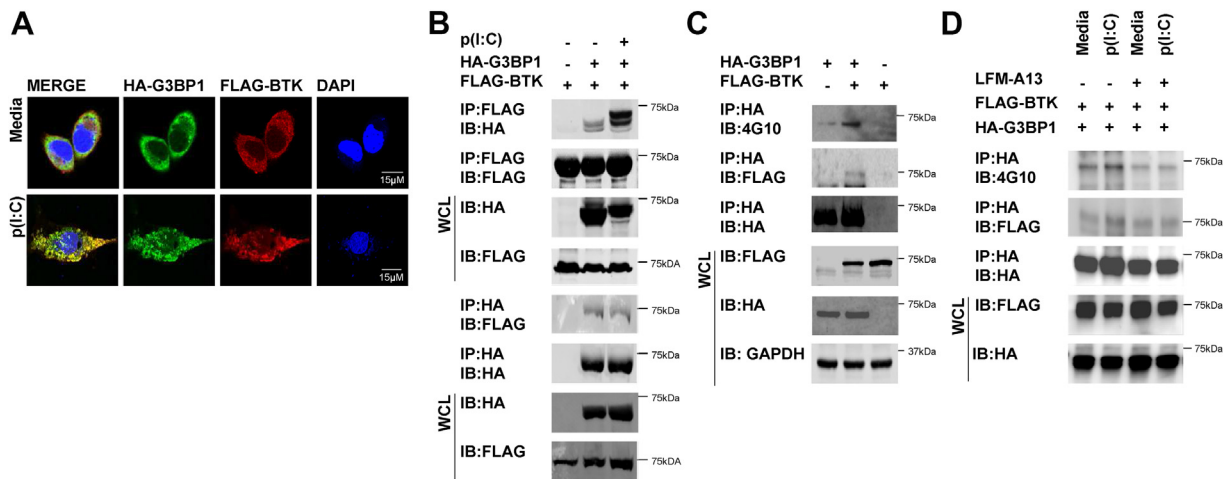 A
MERGE HA-G3BP1 FLAG-BTK DAPI
Media
15μM
p(I:C)
15μM
B
p(I:C) - - +
HA-G3BP1 - + +
FLAG-BTK + + +
IP:FLAG
IB:HA
75kDa
IP:FLAG
IB:FLAG
75kDa
WCL
IB:HA
75kDa
IB:FLAG
75kDA
IP:HA
IB:FLAG
75kDa
IP:HA
IB:HA
75kDa
WCL
IB:HA
75kDa
IB:FLAG
75kDA
C
HA-G3BP1 + + -
FLAG-BTK - + +
IP:HA
IB:4G10
75kDa
IP:HA
IB:FLAG
75kDa
IP:HA
IB:HA
75kDa
WCL
IB:FLAG
75kDa
IB:HA
75kDa
IB: GAPDH
37kDa
D
Media p(I:C) Media p(I:C)
LFM-A13 + +
FLAG-BTK + + + +
HA-G3BP1 + + + +
IP:HA
IB:4G10
75kDa
IP:HA
IB:FLAG
75kDa
IP:HA
IB:HA
75kDa
WCL
IB:FLAG
75kDa
IB:HA
75kDa